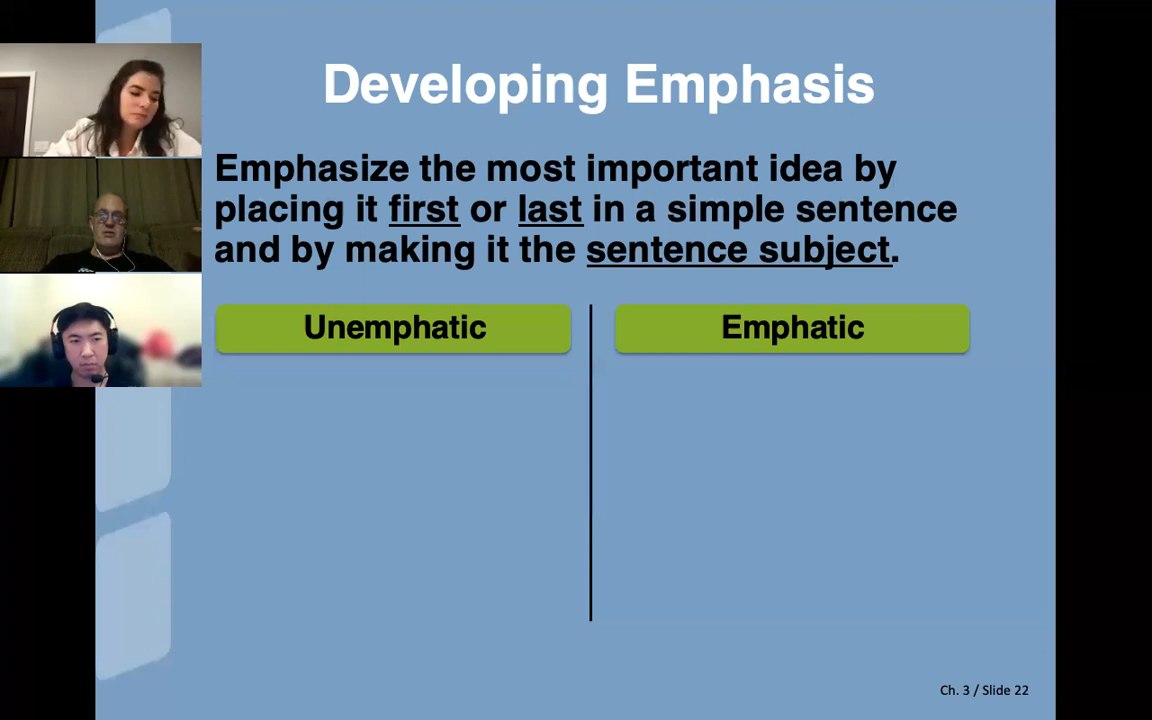 Developing Emphasis
Emphasize the most important idea by
placing it first or last in a simple sentence
and by making it the sentence subject.
Unemphatic
Emphatic
Ch. 3 / Slide 22